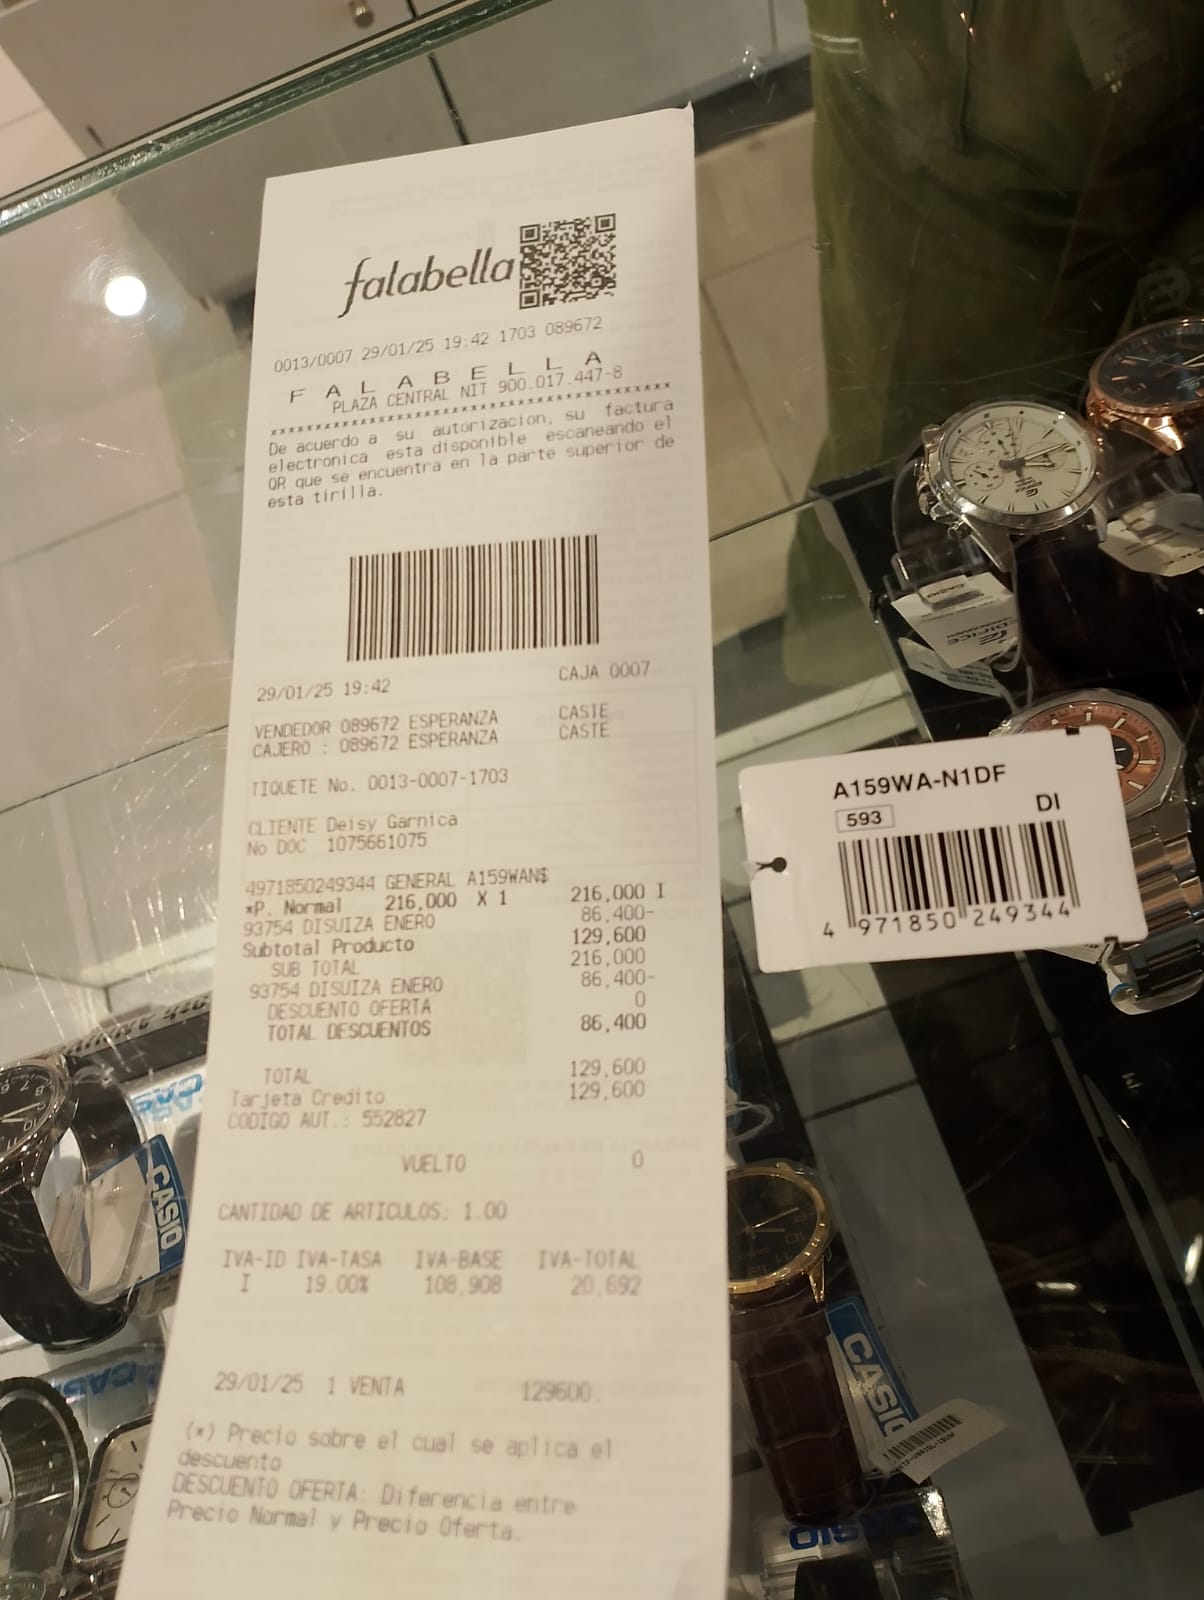 falabella
0013/0007 29/01/25 19:42 1703 089672
F A L A B E L L A
PLAZA CENTRAL NIT 900.017.447-8
xxxxxxxxxxxxxxxxxxxxxxxxxxxxxxxxxxxxxxxx
De acuerdo a su autorizacion, su factura
electronica esta disponible escaneando el
QR que se encuentra en la parte superior de
esta tirilla.
29/01/25 19:42 CAJA 0007
VENDEDOR 089672 ESPERANZA CASTE
CAJERO : 089672 ESPERANZA CASTE
TIQUETE No. 0013-0007-1703
CLIENTE Deisy Garnica
No DOC 1075661075
4971850249344 GENERAL A159WAN$
*P. Normal 216,000 X 1 216,000 I
93754 DISUIZA ENERO 86,400-
Subtotal Producto 129,600
SUB TOTAL 216,000
93754 DISUIZA ENERO 86,400-
DESCUENTO OFERTA 0
TOTAL DESCUENTOS 86,400
TOTAL 129,600
Tarjeta Credito 129,600
CODIGO AUT.: 552827
VUELTO 0
CANTIDAD DE ARTICULOS: 1.00
IVA-ID IVA-TASA IVA-BASE IVA-TOTAL
I 19.00% 108,908 20,692
29/01/25 1 VENTA 129600.
(*) Precio sobre el cual se aplica el
descuento
DESCUENTO OFERTA: Diferencia entre
Precio Normal y Precio Oferta.
A159WA-N1DF
593 DI
4 971850 249344
EDIFICE
CASIO
CASIO
CASIO
CASIO